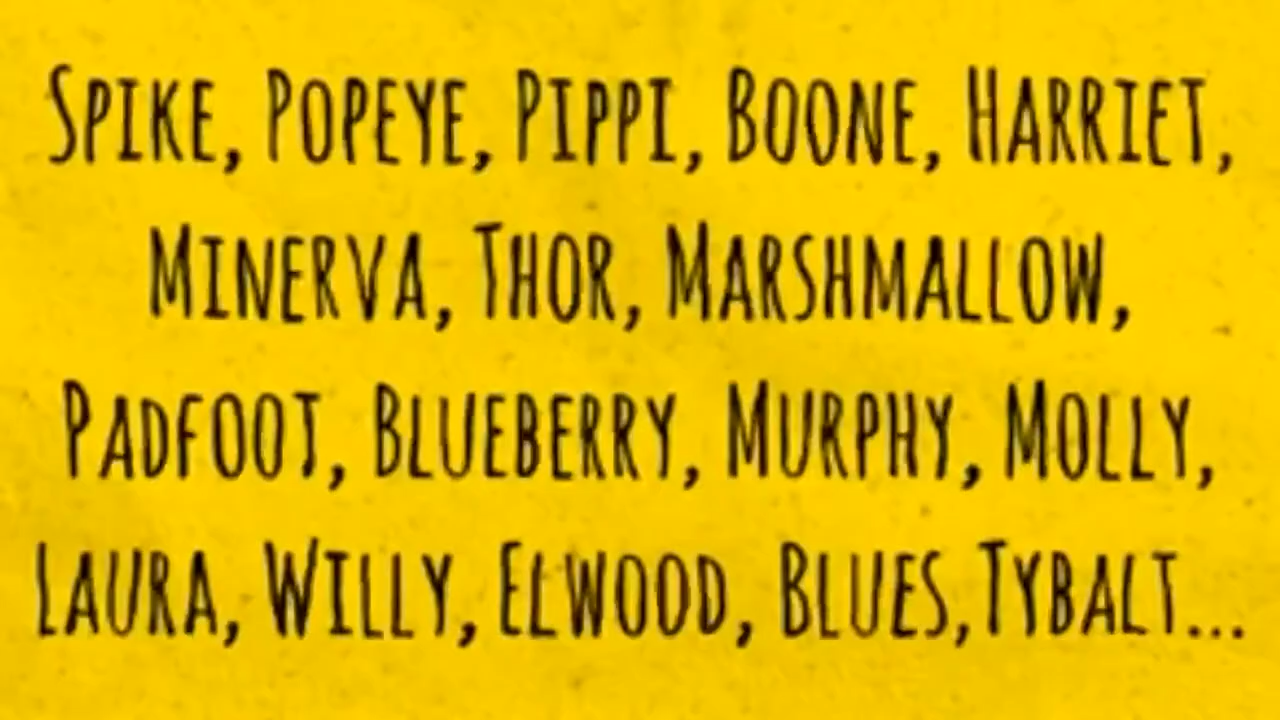 Spike, Popeye, Pippi, Boone, Harriet,
Minerva, Thor, Marshmallow,
Padfoot, Blueberry, Murphy, Molly,
Laura, Willy, Elwood, Blues,Tybalt...